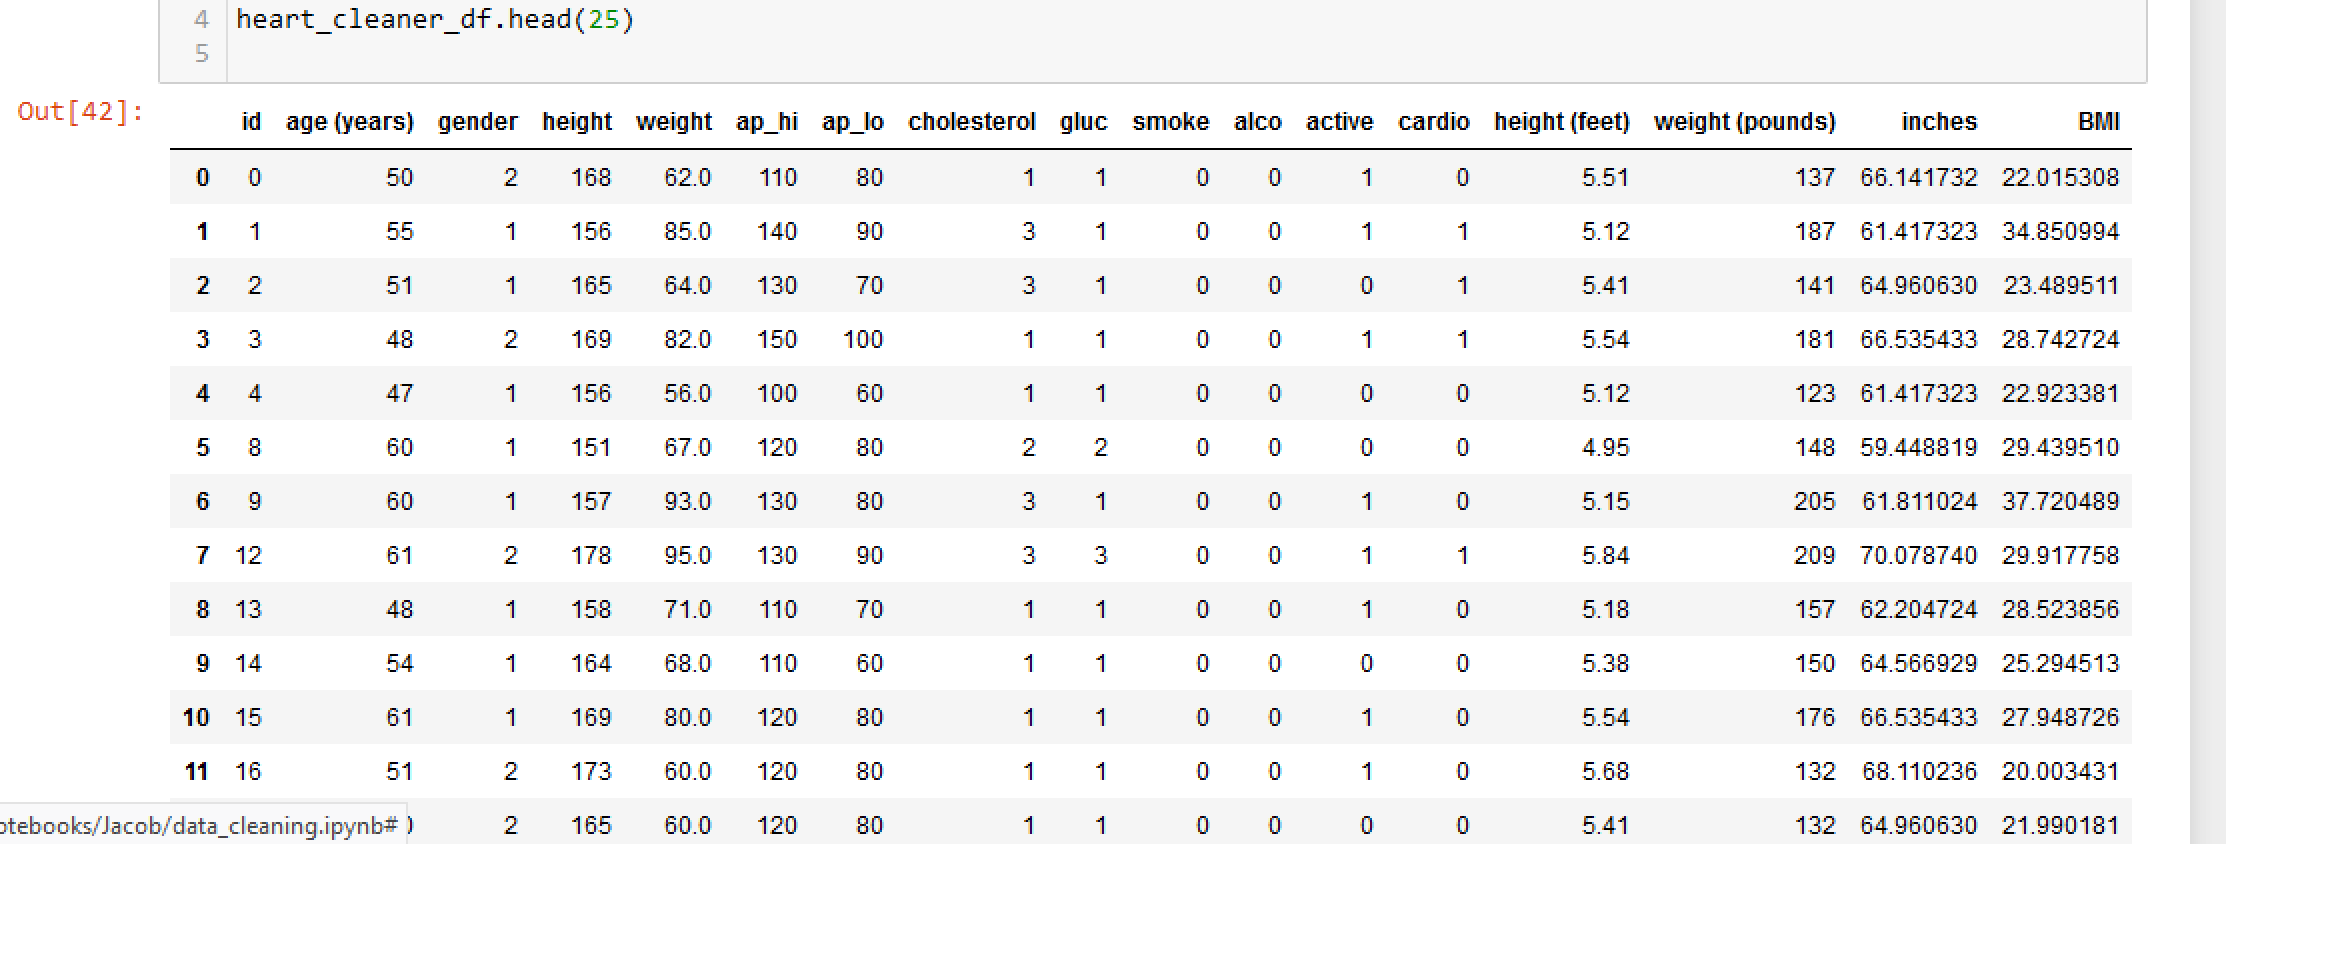 4 heart_cleaner_df.head(25)
5
Out[42]:
id age (years) gender height weight ap_hi ap_lo cholesterol gluc smoke alco active cardio height (feet) weight (pounds) inches BMI
0 0 50 2 168 62.0 110 80 1 1 0 0 1 0 5.51 137 66.141732 22.015308
1 1 55 1 156 85.0 140 90 3 1 0 0 1 1 5.12 187 61.417323 34.850994
2 2 51 1 165 64.0 130 70 3 1 0 0 0 1 5.41 141 64.960630 23.489511
3 3 48 2 169 82.0 150 100 1 1 0 0 1 1 5.54 181 66.535433 28.742724
4 4 47 1 156 56.0 100 60 1 1 0 0 0 0 5.12 123 61.417323 22.923381
5 8 60 1 151 67.0 120 80 2 2 0 0 0 0 4.95 148 59.448819 29.439510
6 9 60 1 157 93.0 130 80 3 1 0 0 1 0 5.15 205 61.811024 37.720489
7 12 61 2 178 95.0 130 90 3 3 0 0 1 1 5.84 209 70.078740 29.917758
8 13 48 1 158 71.0 110 70 1 1 0 0 1 0 5.18 157 62.204724 28.523856
9 14 54 1 164 68.0 110 60 1 1 0 0 0 0 5.38 150 64.566929 25.294513
10 15 61 1 169 80.0 120 80 1 1 0 0 1 0 5.54 176 66.535433 27.948726
11 16 51 2 173 60.0 120 80 1 1 0 0 1 0 5.68 132 68.110236 20.003431
otebooks/Jacob/data_cleaning.ipynb# 2 165 60.0 120 80 1 1 0 0 0 0 5.41 132 64.960630 21.990181